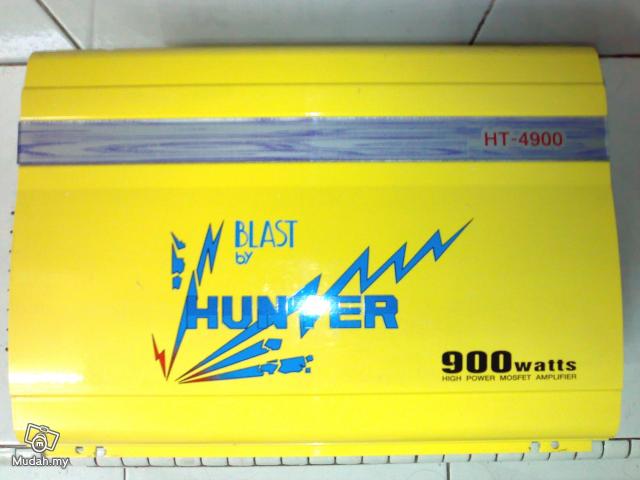 HT-4900
BLAST
by
HUNTER
900watts
HIGH POWER MOSFET AMPLIFIER
Mudah.my